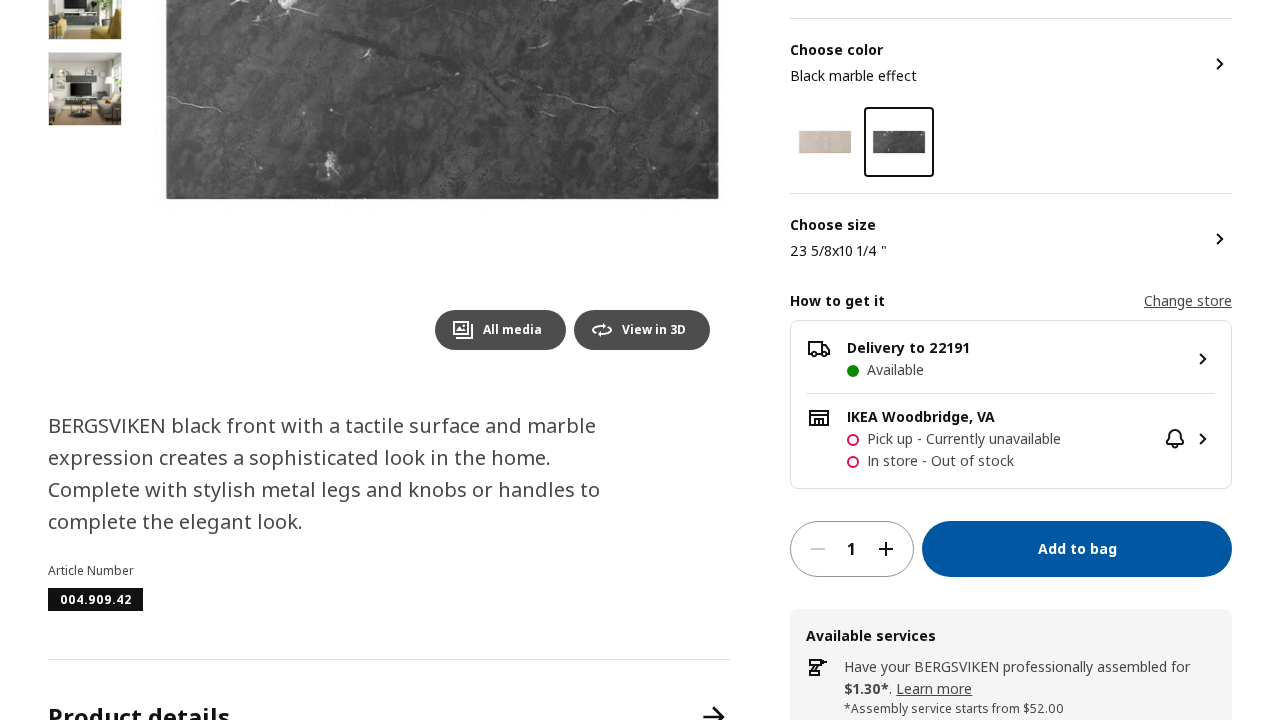 All media
View in 3D
BERGSVIKEN black front with a tactile surface and marble
expression creates a sophisticated look in the home.
Complete with stylish metal legs and knobs or handles to
complete the elegant look.
Article Number
004.909.42
Product details
Choose color
Black marble effect
Choose size
23 5/8x10 1/4 "
How to get it
Change store
Delivery to 22191
Available
IKEA Woodbridge, VA
Pick up - Currently unavailable
In store - Out of stock
1
Add to bag
Available services
Have your BERGSVIKEN professionally assembled for
$1.30*. Learn more
*Assembly service starts from $52.00